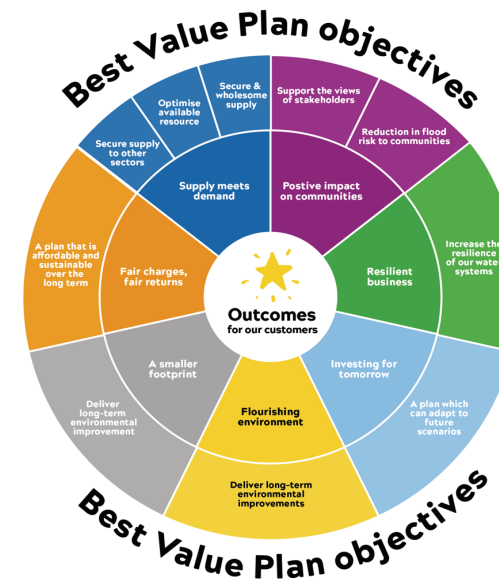 Best Value Plan objectives
Secure &
wholesome
supply
Support the views
of stakeholders
Optimise
available
resource
Reduction in flood
risk to communities
Secure supply
to other
sectors
Supply meets
demand
Postive impact
on communities
A plan that is
affordable and
sustainable
over the
long term
Fair charges,
fair returns
Resilient
business
Increase the
resilience
of our water
systems
Outcomes
for our customers
A smaller
footprint
Investing for
tomorrow
Deliver
long-term
environmental
improvement
Flourishing
environment
A plan which
can adapt to
future
scenarios
Deliver long-term
environmental
improvements
Best Value Plan objectives